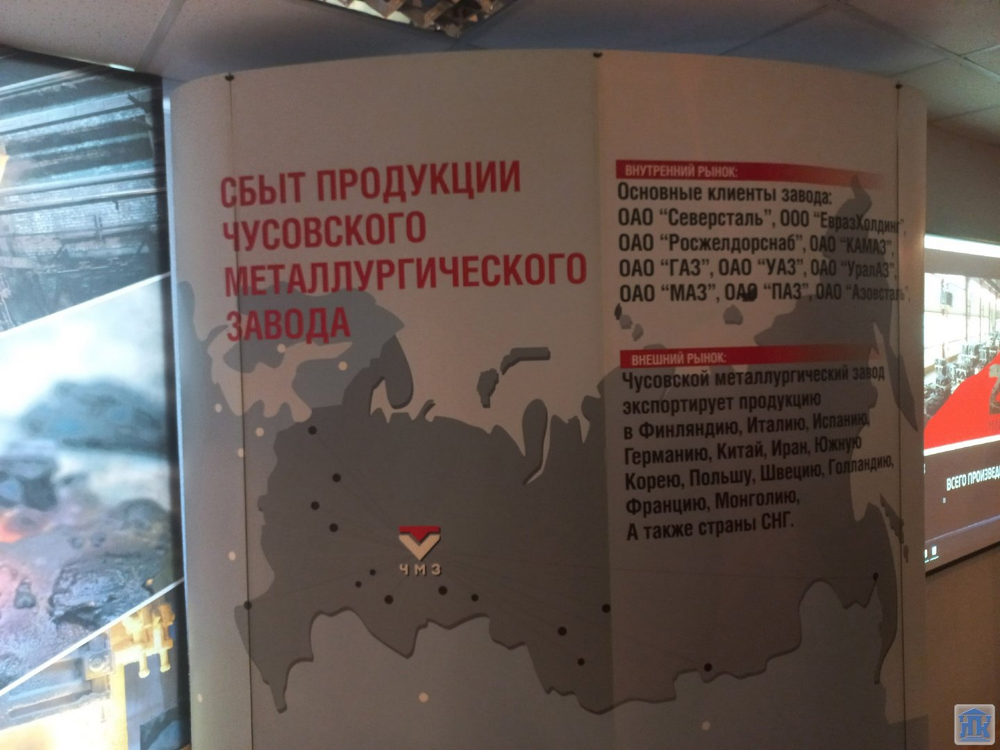 СБЫТ ПРОДУКЦИИ
ЧУСОВСКОГО
МЕТАЛЛУРГИЧЕСКОГО
ЗАВОДА
ВНУТРЕННИЙ РЫНОК:
Основные клиенты завода:
ОАО “Северсталь”, ООО “ЕвразХолдинг”,
ОАО “Росжелдорснаб”, ОАО “КАМАЗ”,
ОАО “ГАЗ”, ОАО “УАЗ”, ОАО “УралАЗ”,
ОАО “МАЗ”, ОАО “ПАЗ”, ОАО “Азовсталь”,
ВНЕШНИЙ РЫНОК:
Чусовской металлургический завод
экспортирует продукцию
в Финляндию, Италию, Испанию,
Германию, Китай, Иран, Южную
Корею, Польшу, Швецию, Голландию,
Францию, Монголию,
А также страны СНГ.
ЧМЗ
ВСЕГО